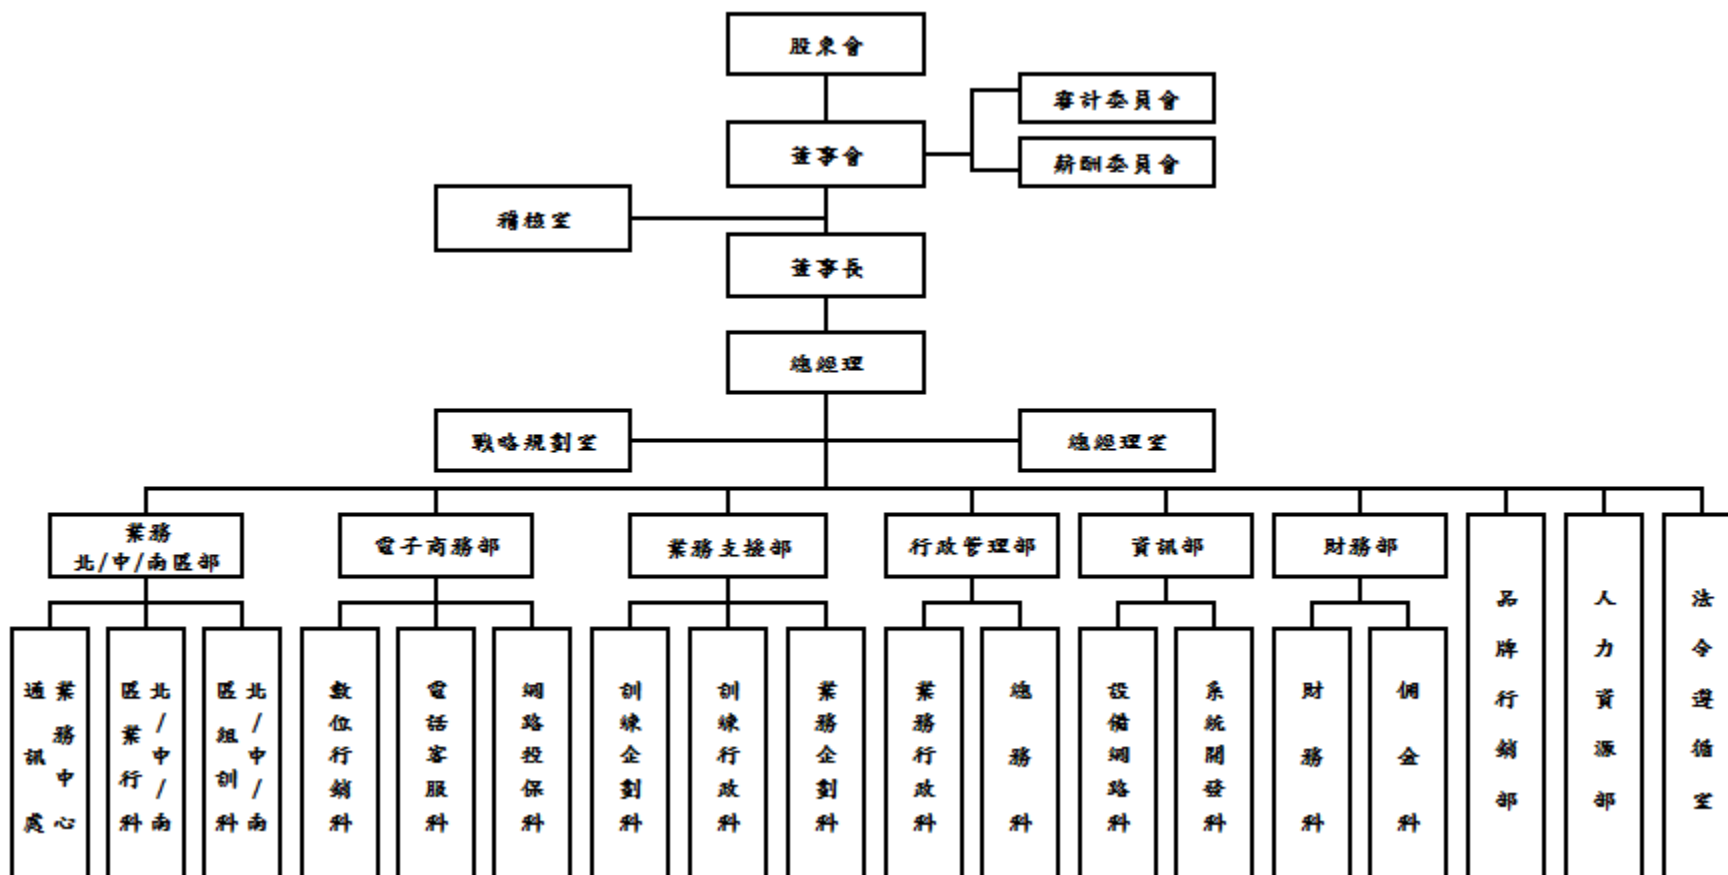 股東會
審計委員會
董事會
薪酬委員會
稽核室
董事長
總經理
戰略規劃室
總經理室
業務
北/中/南區部
電子商務部
業務支援部
行政管理部
資訊部
財務部
品牌行銷部
人力資源部
法令遵循室
業務中心
通訊處
北/中/南
區業行科
北/中/南
區組訓科
數位行銷科
電話客服科
網路投保科
訓練企劃科
訓練行政科
業務企劃科
業務行政科
總務科
設備網路科
系統開發科
財務科
佣金科